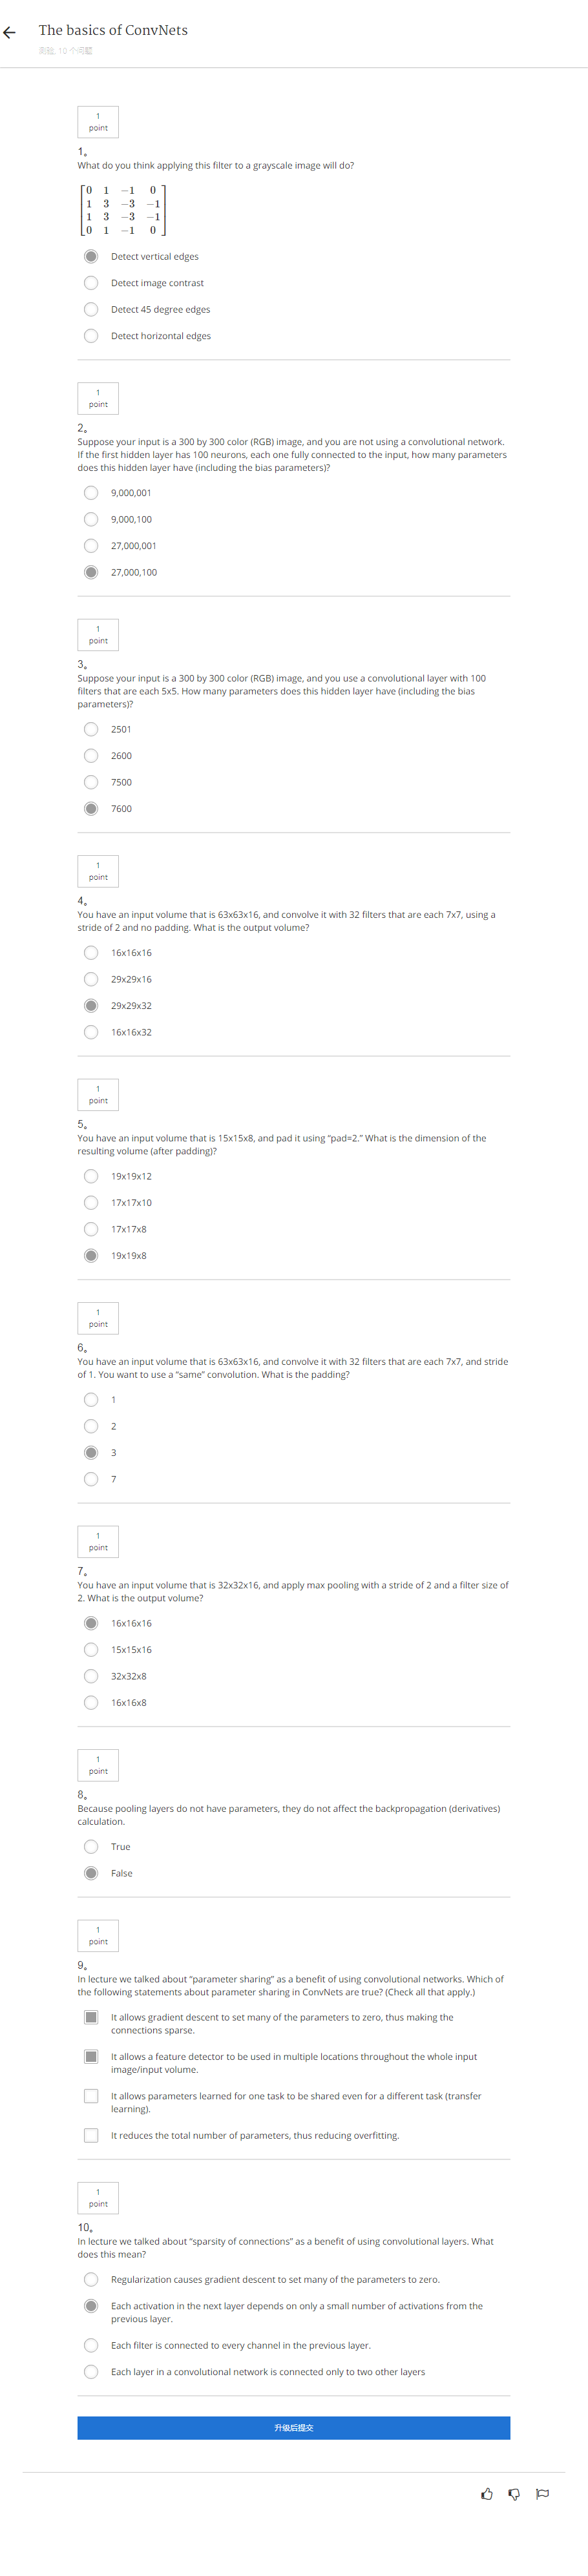 The basics of ConvNets
测验, 10 个问题
1
point
1。
What do you think applying this filter to a grayscale image will do?
0 1 −1 0
1 3 −3 −1
1 3 −3 −1
0 1 −1 0
Detect vertical edges
Detect image contrast
Detect 45 degree edges
Detect horizontal edges
1
point
2。
Suppose your input is a 300 by 300 color (RGB) image, and you are not using a convolutional network.
If the first hidden layer has 100 neurons, each one fully connected to the input, how many parameters
does this hidden layer have (including the bias parameters)?
9,000,001
9,000,100
27,000,001
27,000,100
1
point
3。
Suppose your input is a 300 by 300 color (RGB) image, and you use a convolutional layer with 100
filters that are each 5x5. How many parameters does this hidden layer have (including the bias
parameters)?
2501
2600
7500
7600
1
point
4。
You have an input volume that is 63x63x16, and convolve it with 32 filters that are each 7x7, using a
stride of 2 and no padding. What is the output volume?
16x16x16
29x29x16
29x29x32
16x16x32
1
point
5。
You have an input volume that is 15x15x8, and pad it using “pad=2.” What is the dimension of the
resulting volume (after padding)?
19x19x12
17x17x10
17x17x8
19x19x8
1
point
6。
You have an input volume that is 63x63x16, and convolve it with 32 filters that are each 7x7, and stride
of 1. You want to use a “same” convolution. What is the padding?
1
2
3
7
1
point
7。
You have an input volume that is 32x32x16, and apply max pooling with a stride of 2 and a filter size of
2. What is the output volume?
16x16x16
15x15x16
32x32x8
16x16x8
1
point
8。
Because pooling layers do not have parameters, they do not affect the backpropagation (derivatives)
calculation.
True
False
1
point
9。
In lecture we talked about “parameter sharing” as a benefit of using convolutional networks. Which of
the following statements about parameter sharing in ConvNets are true? (Check all that apply.)
It allows gradient descent to set many of the parameters to zero, thus making the
connections sparse.
It allows a feature detector to be used in multiple locations throughout the whole input
image/input volume.
It allows parameters learned for one task to be shared even for a different task (transfer
learning).
It reduces the total number of parameters, thus reducing overfitting.
1
point
10。
In lecture we talked about “sparsity of connections” as a benefit of using convolutional layers. What
does this mean?
Regularization causes gradient descent to set many of the parameters to zero.
Each activation in the next layer depends on only a small number of activations from the
previous layer.
Each filter is connected to every channel in the previous layer.
Each layer in a convolutional network is connected only to two other layers
升级后提交